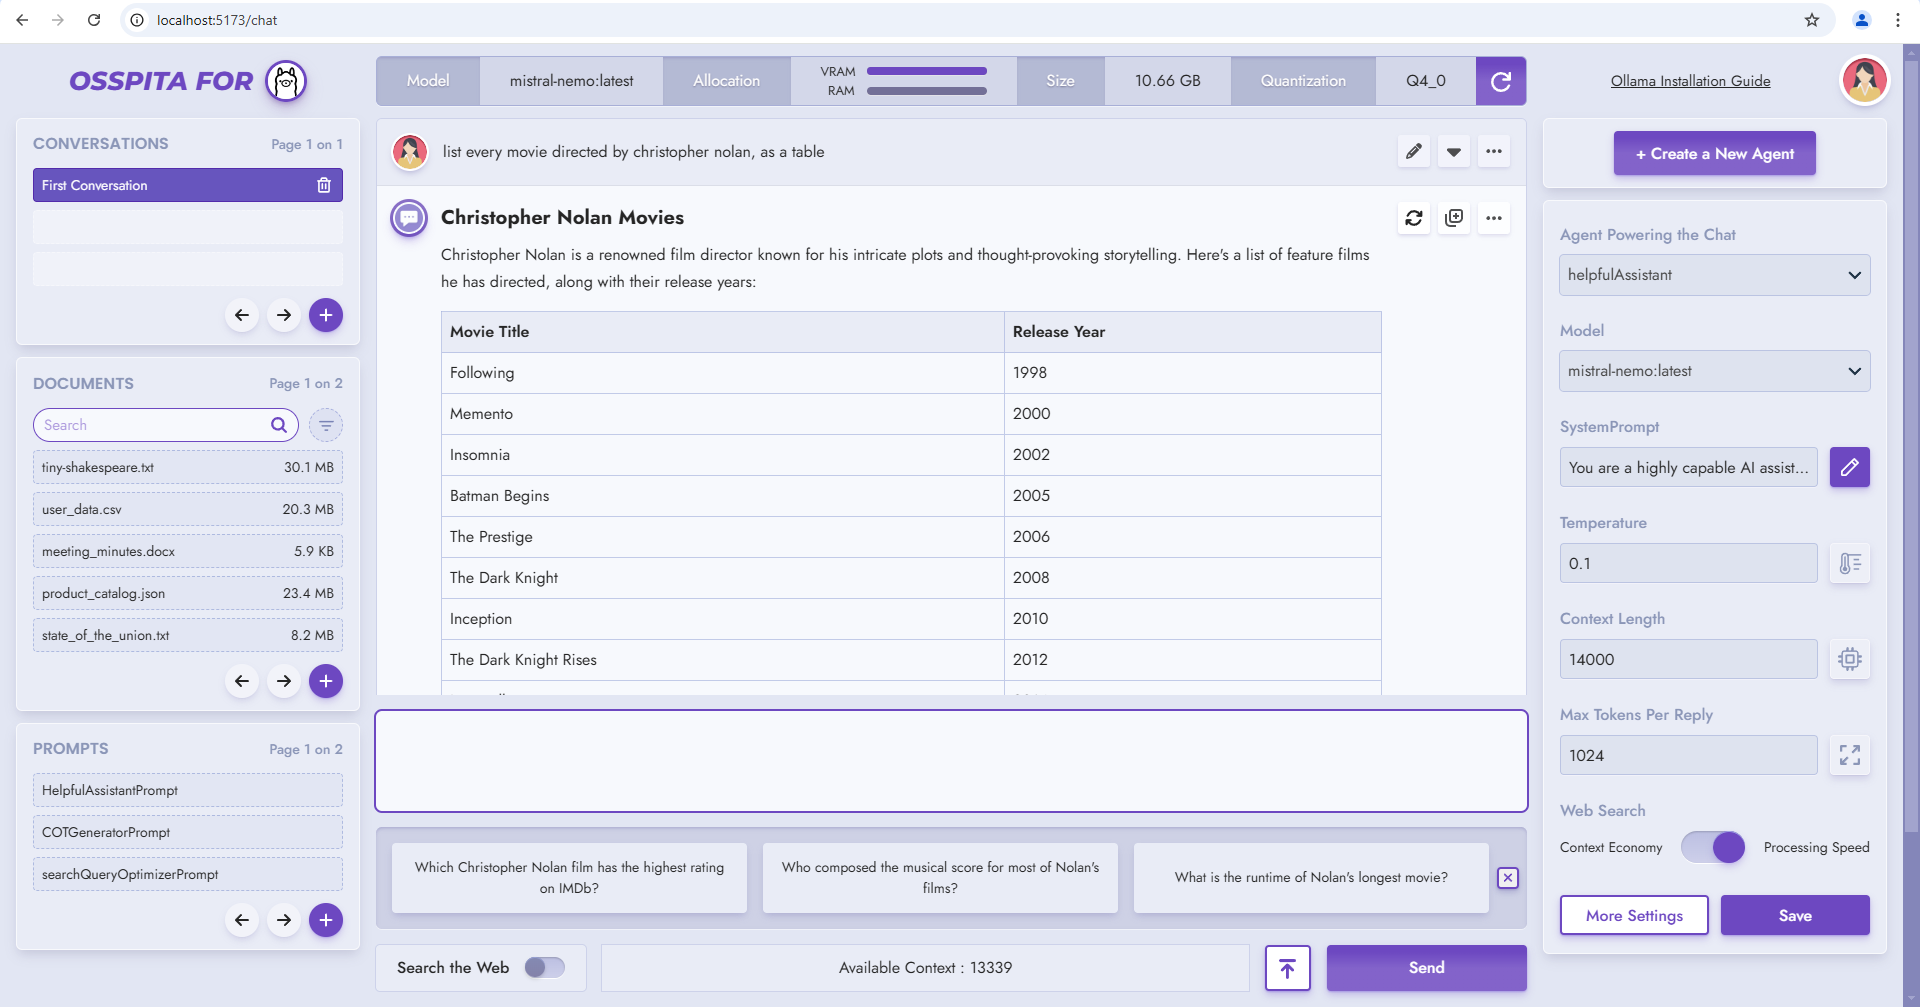 localhost:5173/chat
OSSPITA FOR
Model
mistral-nemo:latest
Allocation
VRAM
RAM
Size
10.66 GB
Quantization
Q4_0
Ollama Installation Guide
CONVERSATIONS
Page 1 on 1
First Conversation
DOCUMENTS
Page 1 on 2
Search
tiny-shakespeare.txt 30.1 MB
user_data.csv 20.3 MB
meeting_minutes.docx 5.9 KB
product_catalog.json 23.4 MB
state_of_the_union.txt 8.2 MB
PROMPTS
Page 1 on 2
HelpfulAssistantPrompt
COTGeneratorPrompt
searchQueryOptimizerPrompt
list every movie directed by christopher nolan, as a table
Christopher Nolan Movies
Christopher Nolan is a renowned film director known for his intricate plots and thought-provoking storytelling. Here's a list of feature films
he has directed, along with their release years:
Movie Title Release Year
Following 1998
Memento 2000
Insomnia 2002
Batman Begins 2005
The Prestige 2006
The Dark Knight 2008
Inception 2010
The Dark Knight Rises 2012
Which Christopher Nolan film has the highest rating
on IMDb?
Who composed the musical score for most of Nolan's
films?
What is the runtime of Nolan's longest movie?
Search the Web
Available Context : 13339
Send
+ Create a New Agent
Agent Powering the Chat
helpfulAssistant
Model
mistral-nemo:latest
SystemPrompt
You are a highly capable AI assist...
Temperature
0.1
Context Length
14000
Max Tokens Per Reply
1024
Web Search
Context Economy
Processing Speed
More Settings
Save